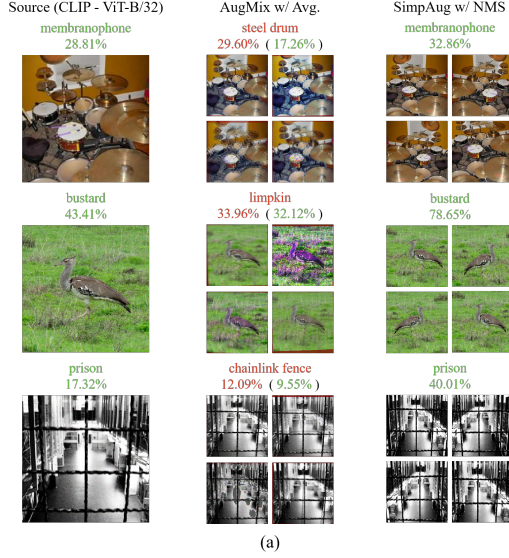 Source (CLIP - ViT-B/32) AugMix w/ Avg. SimpAug w/ NMS
membranophone steel drum membranophone
28.81% 29.60% ( 17.26% ) 32.86%
bustard limpkin bustard
43.41% 33.96% ( 32.12% ) 78.65%
prison chainlink fence prison
17.32% 12.09% ( 9.55% ) 40.01%
(a)